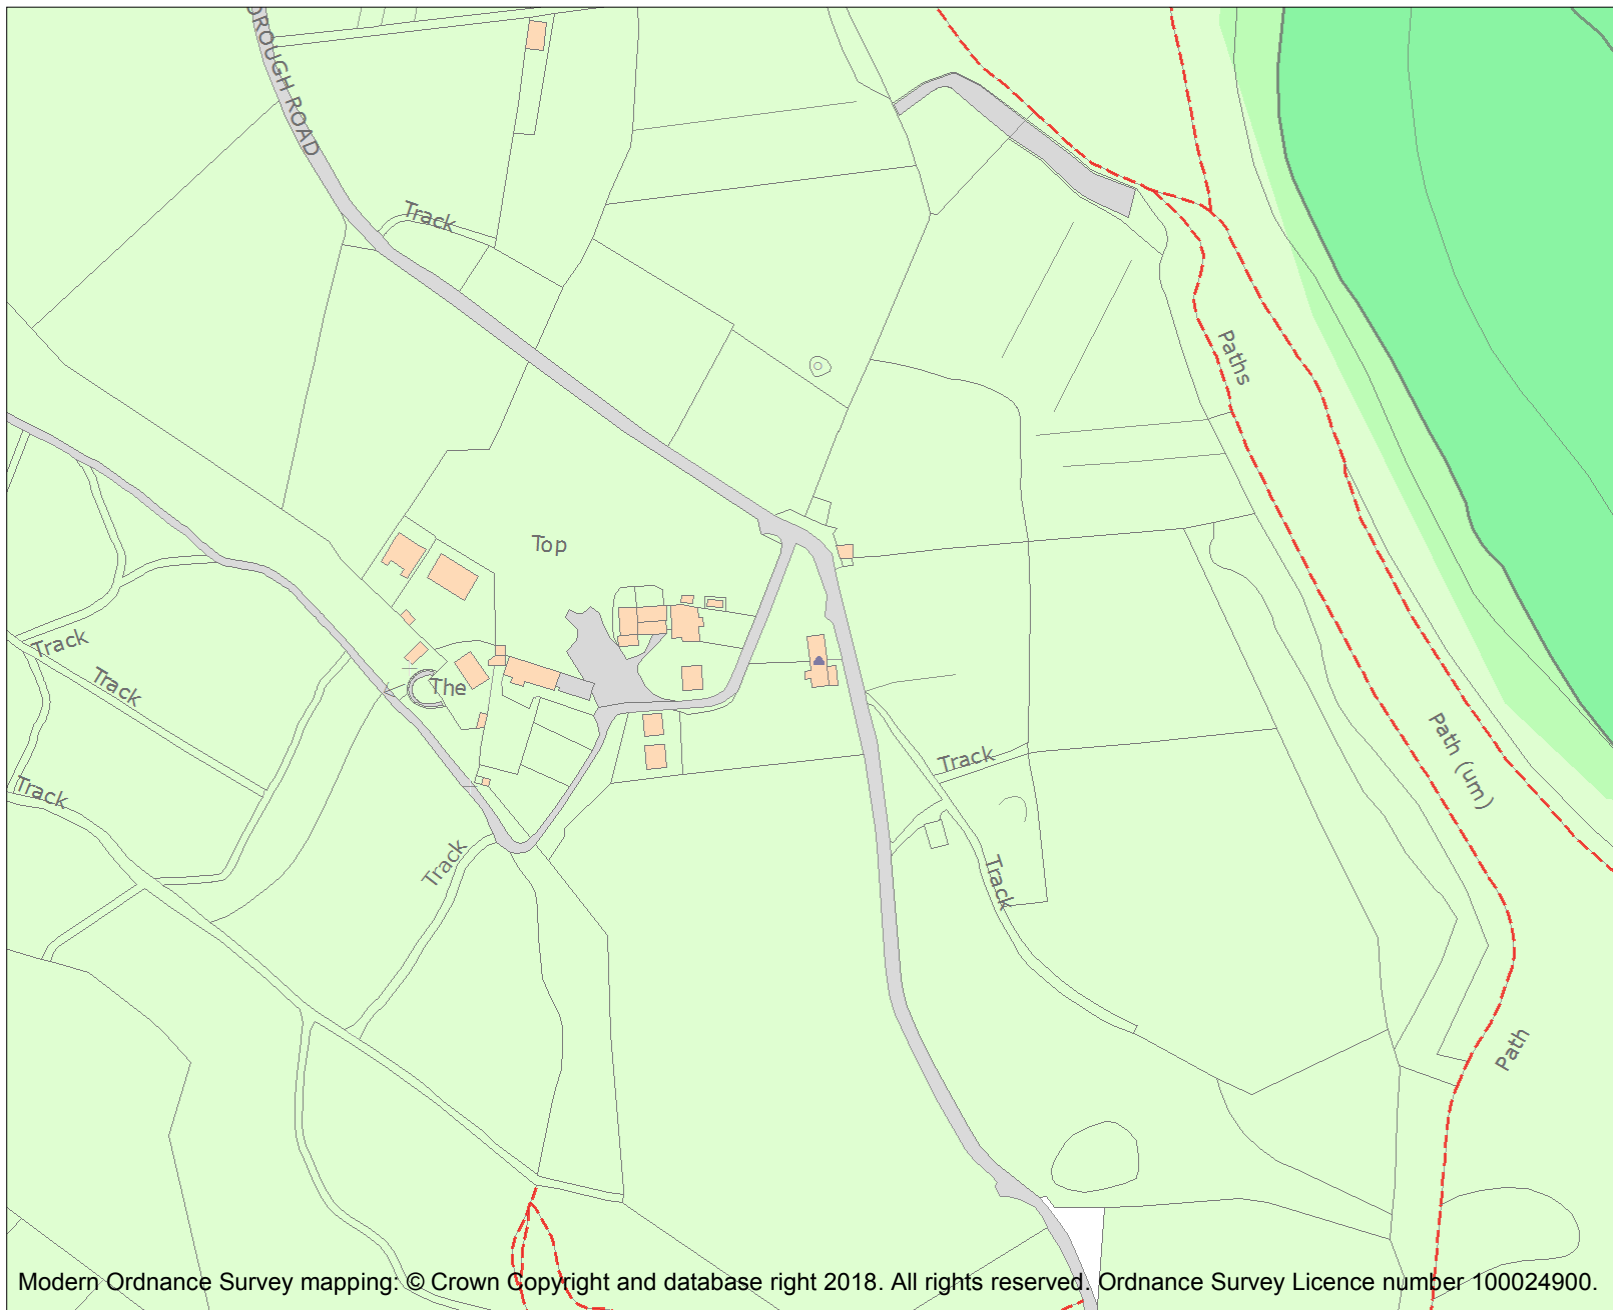 OROUGH ROAD
Track
Paths
Top
Track
Track
The
Track
Track
Track
Track
Path (um)
Path
Modern Ordnance Survey mapping: © Crown Copyright and database right 2018. All rights reserved. Ordnance Survey Licence number 100024900.